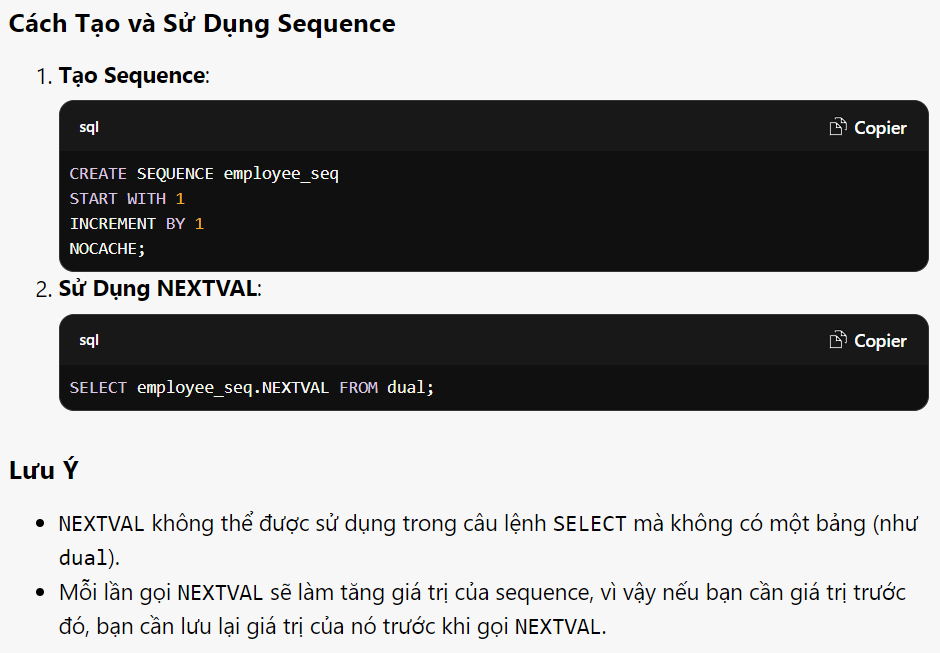 Cách Tạo và Sử Dụng Sequence
1. Tạo Sequence:
sql
Copier
CREATE SEQUENCE employee_seq
START WITH 1
INCREMENT BY 1
NOCACHE;
2. Sử Dụng NEXTVAL:
sql
Copier
SELECT employee_seq.NEXTVAL FROM dual;
Lưu Ý
• NEXTVAL không thể được sử dụng trong câu lệnh SELECT mà không có một bảng (như
dual).
• Mỗi lần gọi NEXTVAL sẽ làm tăng giá trị của sequence, vì vậy nếu bạn cần giá trị trước
đó, bạn cần lưu lại giá trị của nó trước khi gọi NEXTVAL.